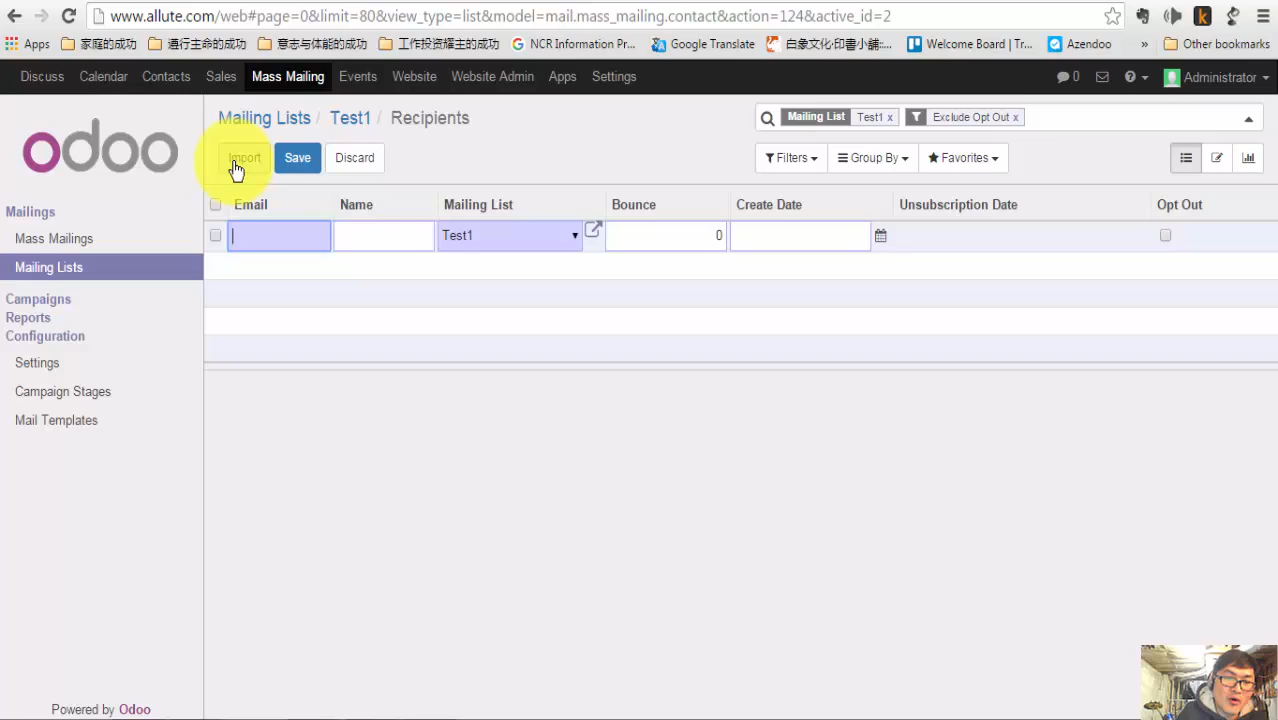 www.allute.com/web#page=0&limit=80&view_type=list&model=mail.mass_mailing.contact&action=124&active_id=2
Apps 家庭的成功 遵行主命的成功 意志与体能的成功 工作投资雇主的成功 NCR Information Pr... Google Translate 白象文化·印書小舖:... Welcome Board | Tr... Azendoo » Other bookmarks
Discuss Calendar Contacts Sales Mass Mailing Events Website Website Admin Apps Settings 0 Administrator
odoo
Mailing Lists / Test1 / Recipients
Mailing List Test1 x Exclude Opt Out x
Import Save Discard
Filters Group By Favorites
Email Name Mailing List Bounce Create Date Unsubscription Date Opt Out
Test1 0
Mailings
Mass Mailings
Mailing Lists
Campaigns
Reports
Configuration
Settings
Campaign Stages
Mail Templates
Powered by Odoo